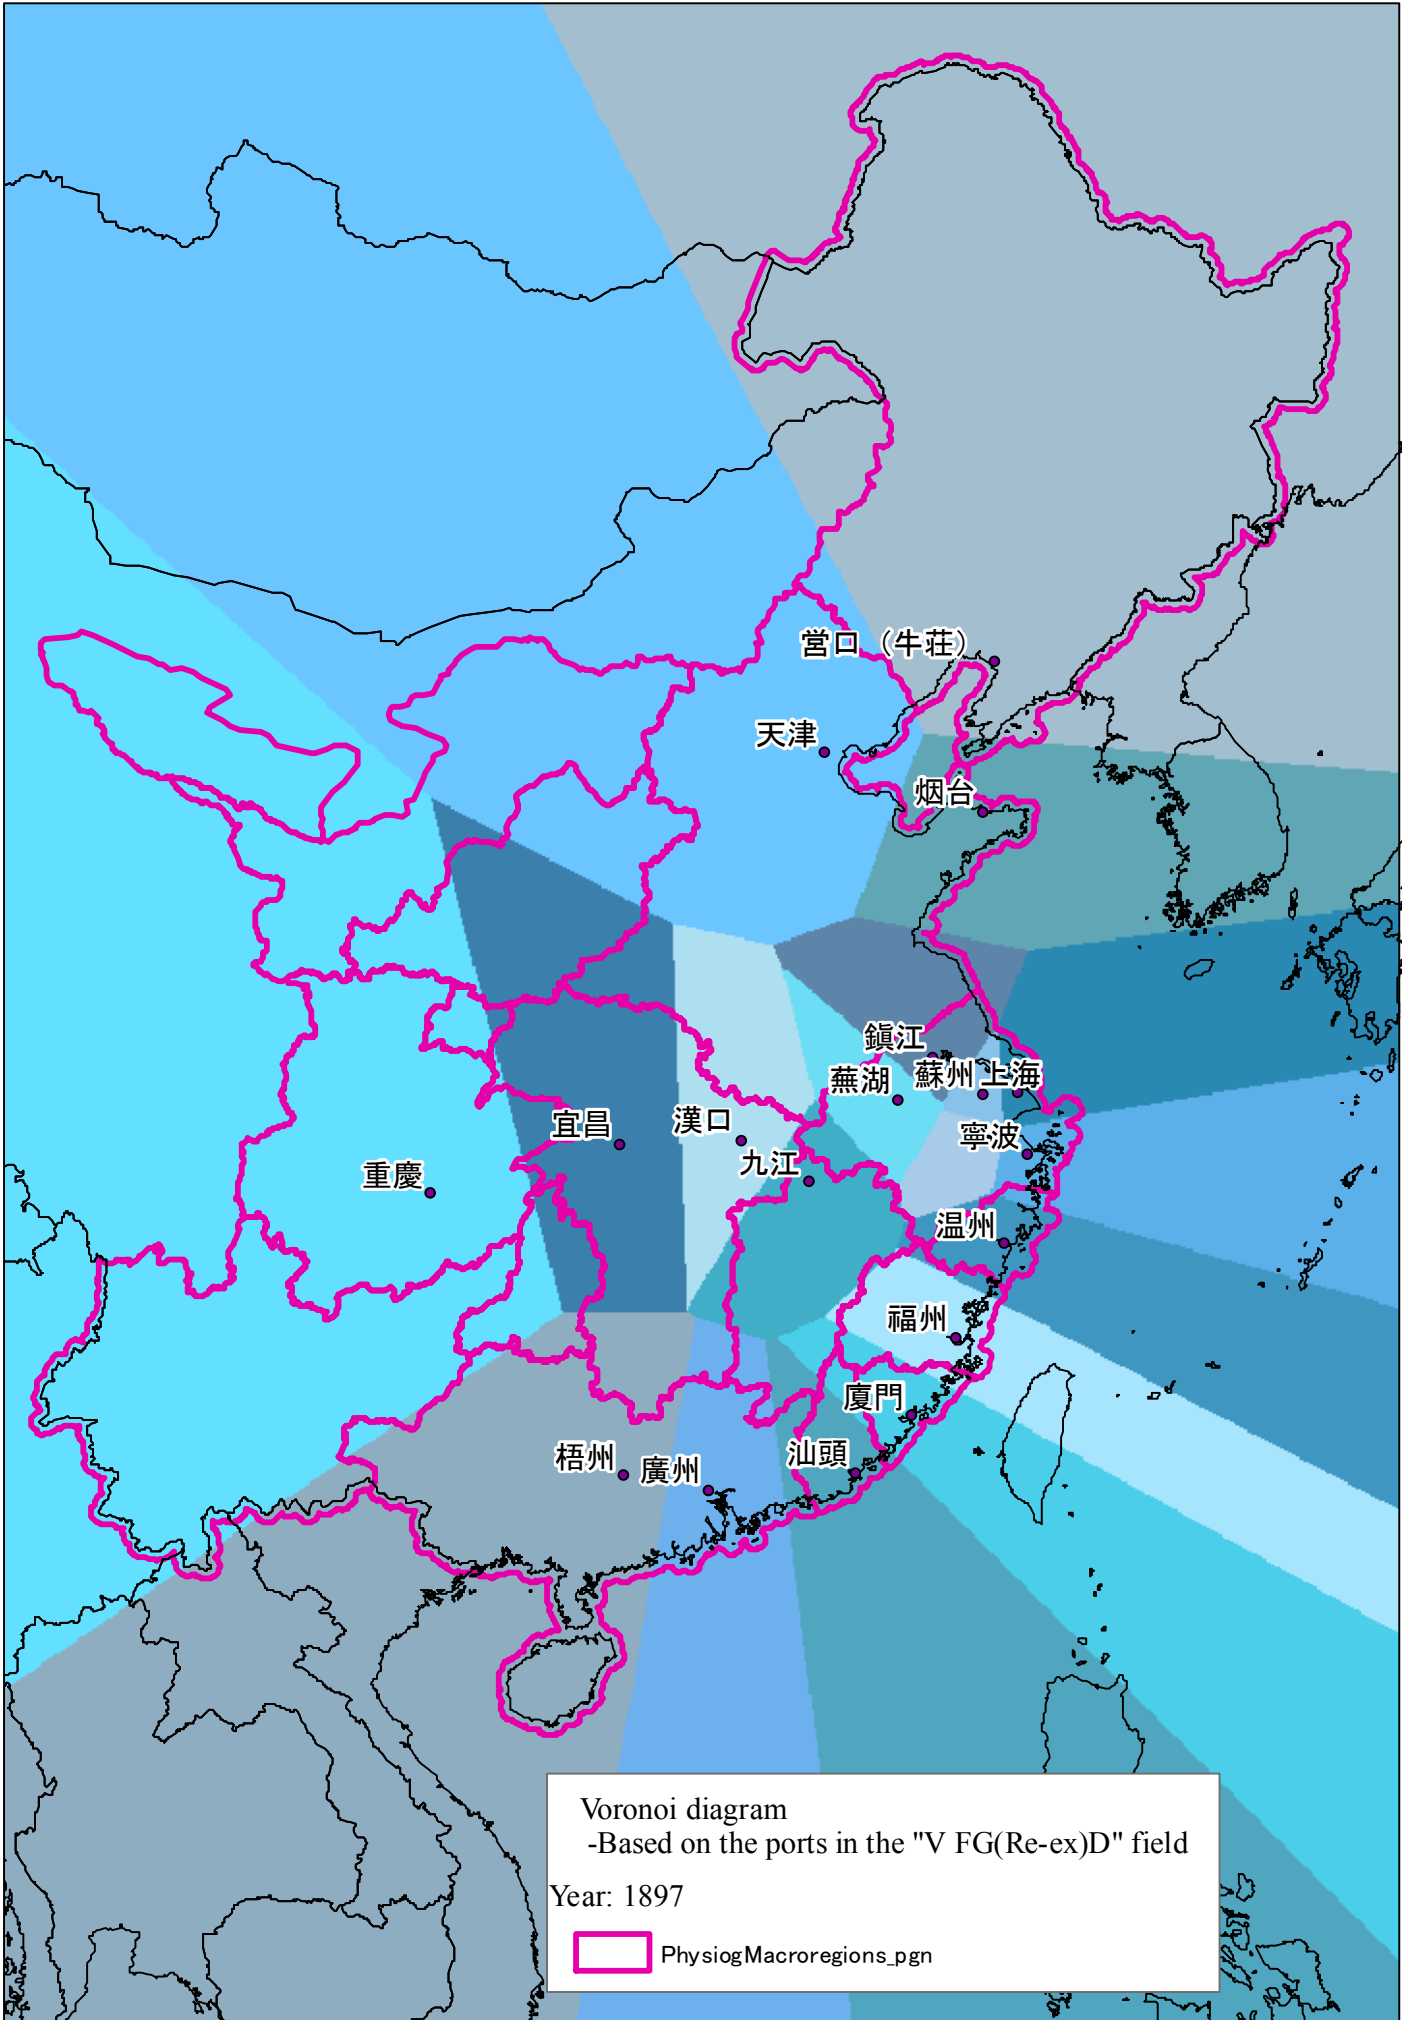 営口（牛荘）
天津
烟台
鎮江
蘇州
上海
蕪湖
宜昌
漢口
寧波
九江
重慶
温州
福州
廈門
汕頭
梧州
廣州
Voronoi diagram
-Based on the ports in the "V FG(Re-ex)D" field
Year: 1897
PhysiogMacroregions_pgn